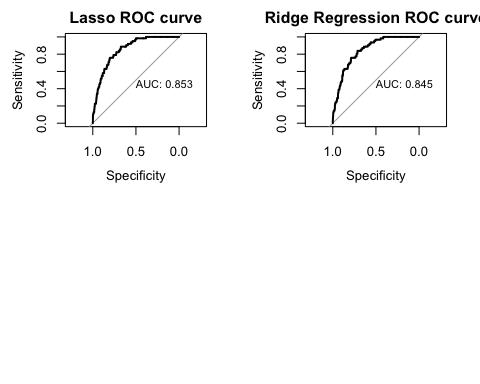 Lasso ROC curve
Sensitivity
0.0 0.4 0.8
AUC: 0.853
1.0 0.5 0.0
Specificity
Ridge Regression ROC curve
Sensitivity
0.0 0.4 0.8
AUC: 0.845
1.0 0.5 0.0
Specificity